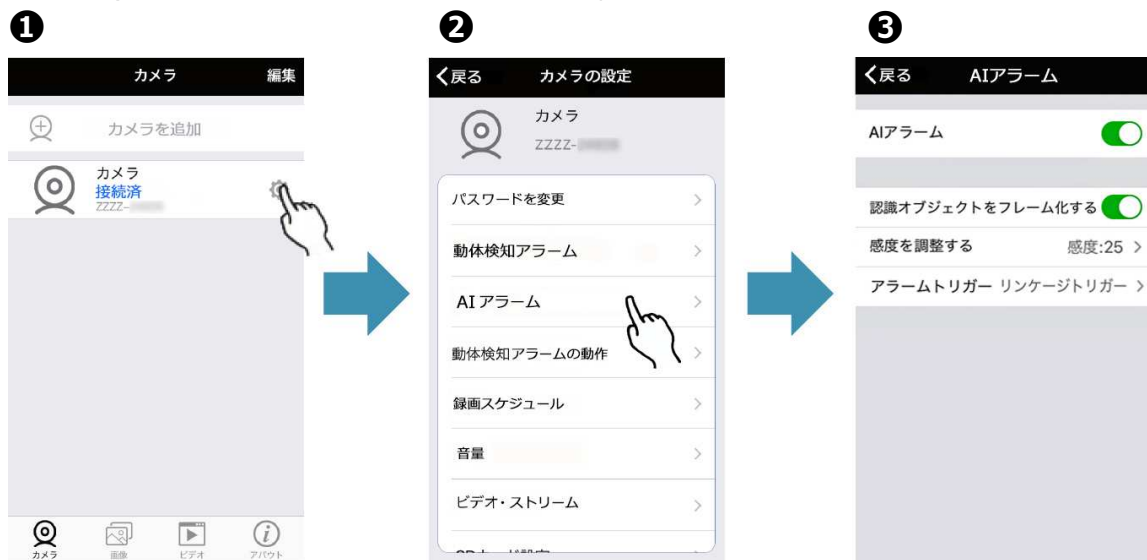 ❶
カメラ 編集
カメラを追加
カメラ
接続済
ZZZZ-
カメラ
画像
ビデオ
アバウト
❷
戻る カメラの設定
カメラ
ZZZZ-
パスワードを変更
動体検知アラーム
AI アラーム
動体検知アラームの動作
録画スケジュール
音量
ビデオ・ストリーム
❸
戻る AIアラーム
AIアラーム
認識オブジェクトをフレーム化する
感度を調整する 感度:25
アラームトリガー リンケージトリガー